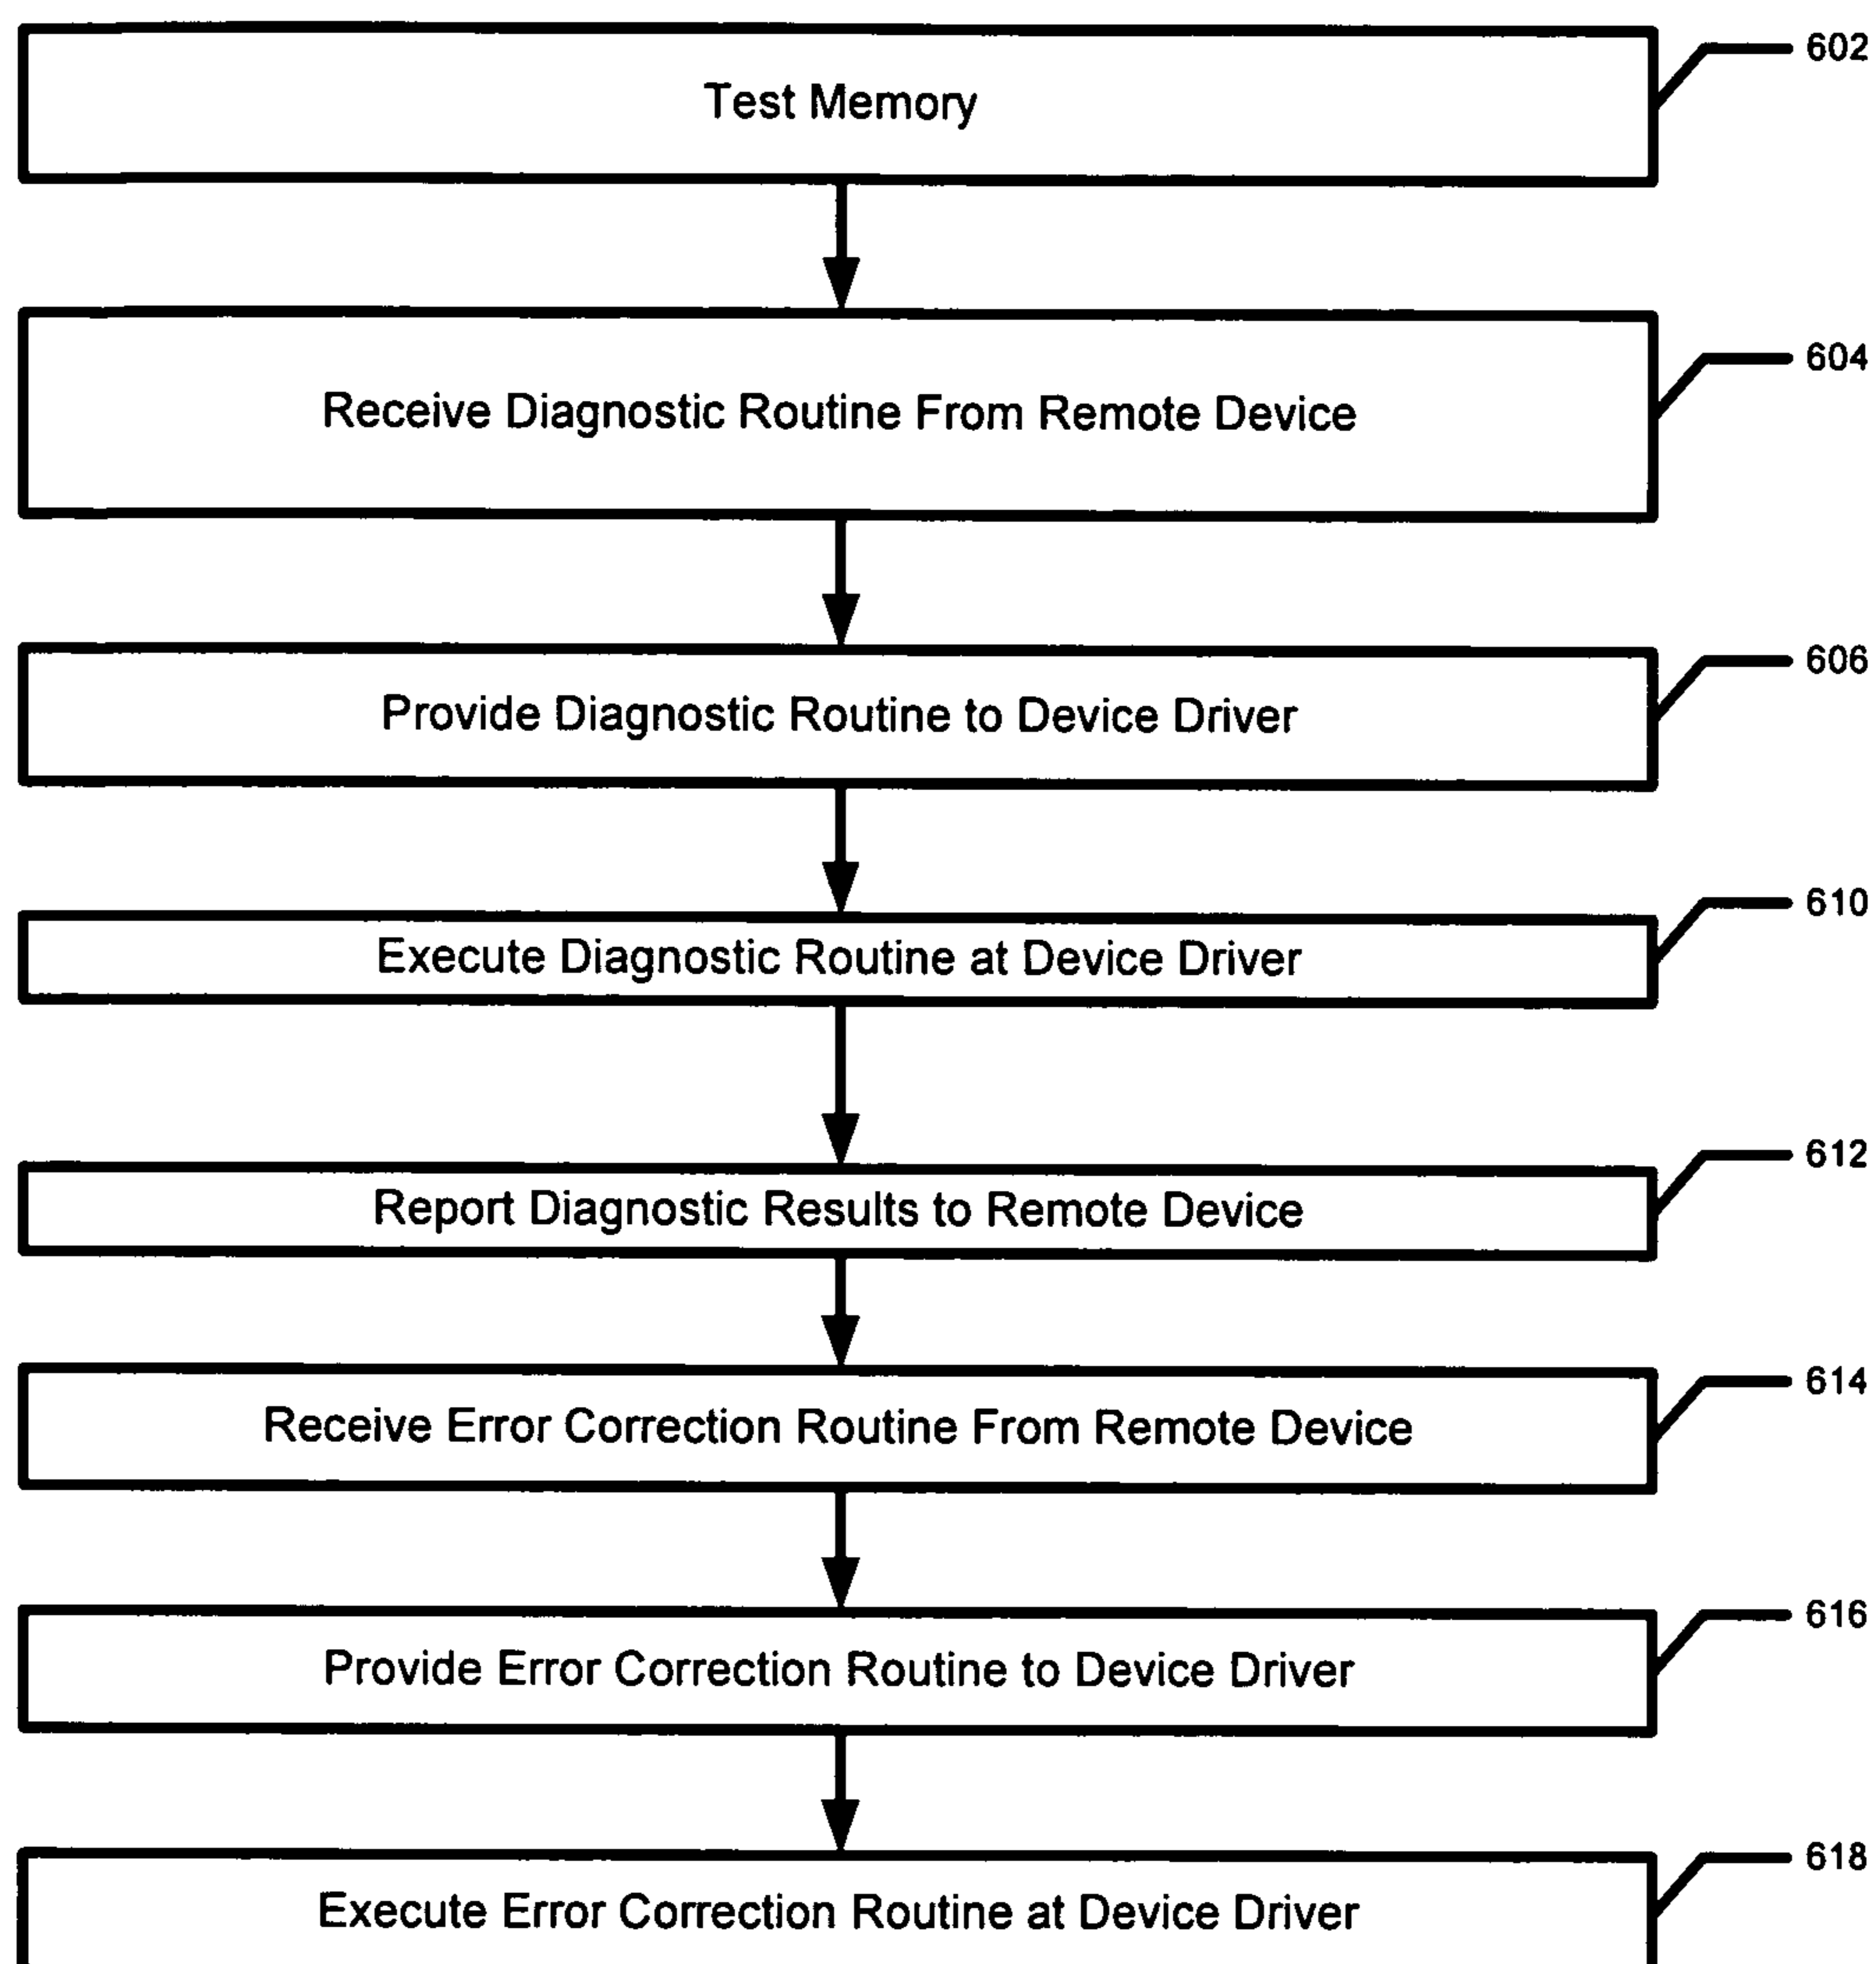 Test Memory
602
Receive Diagnostic Routine From Remote Device
604
Provide Diagnostic Routine to Device Driver
606
Execute Diagnostic Routine at Device Driver
610
Report Diagnostic Results to Remote Device
612
Receive Error Correction Routine From Remote Device
614
Provide Error Correction Routine to Device Driver
616
Execute Error Correction Routine at Device Driver
618